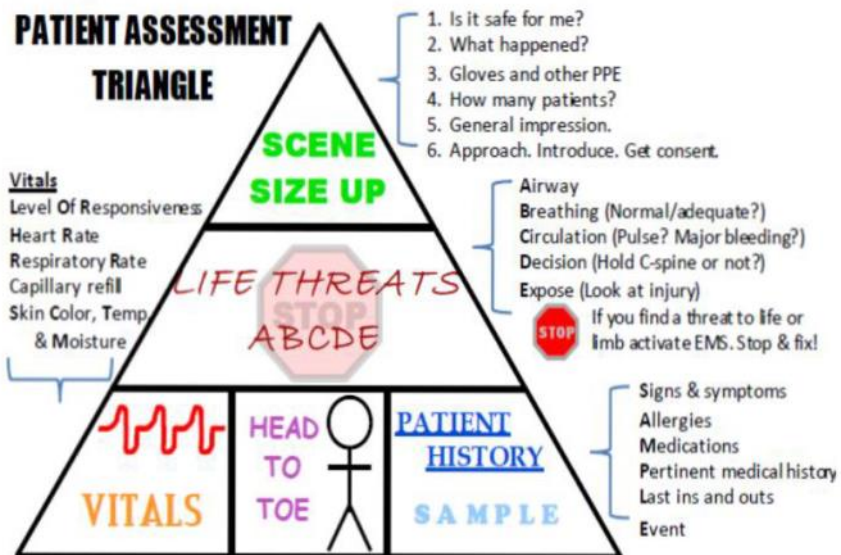 PATIENT ASSESSMENT
TRIANGLE
1. Is it safe for me?
2. What happened?
3. Gloves and other PPE
4. How many patients?
5. General impression.
6. Approach. Introduce. Get consent.
SCENE
SIZE UP
Vitals
Level Of Responsiveness
Heart Rate
Respiratory Rate
Capillary refill
Skin Color, Temp
& Moisture
Airway
Breathing (Normal/adequate?)
Circulation (Pulse? Major bleeding?)
Decision (Hold C-spine or not?)
Expose (Look at injury)
STOP
If you find a threat to life or
limb activate EMS. Stop & fix!
LIFE THREATS
STOP
ABCDE
VITALS
HEAD
TO
TOE
PATIENT
HISTORY
SAMPLE
Signs & symptoms
Allergies
Medications
Pertinent medical history
Last ins and outs
Event